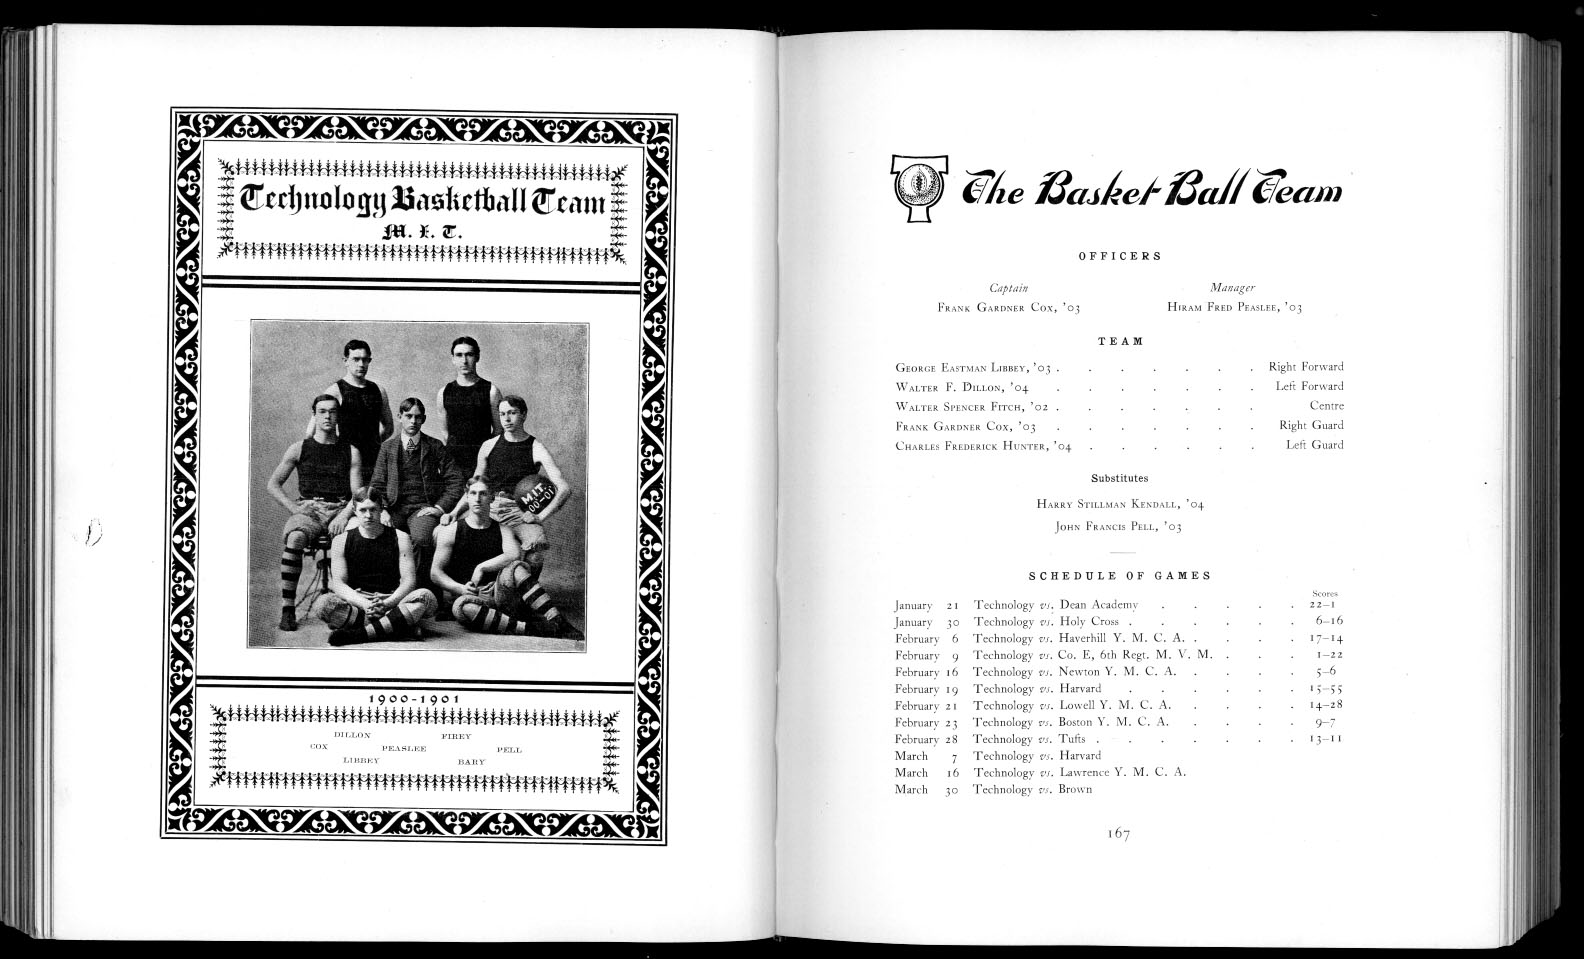 Technology Basketball Team
M. I. T.
M.I.T.
'00-01'
1900-1901
DILLON FIREY
COX PEASLEE PELL
LIBBEY BARY
The Basket Ball Team
OFFICERS
Captain Manager
FRANK GARDNER COX, '03 HIRAM FRED PEASLEE, '03
TEAM
GEORGE EASTMAN LIBBEY, '03 . . . . . . . Right Forward
WALTER F. DILLON, '04 . . . . . . . Left Forward
WALTER SPENCER FITCH, '02 . . . . . . . Centre
FRANK GARDNER COX, '03 . . . . . . . Right Guard
CHARLES FREDERICK HUNTER, '04 . . . . . . Left Guard
Substitutes
HARRY STILLMAN KENDALL, '04
JOHN FRANCIS PELL, '03
SCHEDULE OF GAMES
Scores
January 21 Technology vs. Dean Academy . . . . . 22–1
January 30 Technology vs. Holy Cross . . . . . . 6–16
February 6 Technology vs. Haverhill Y. M. C. A. . . . . 17–14
February 9 Technology vs. Co. E, 6th Regt. M. V. M. . . . 1–22
February 16 Technology vs. Newton Y. M. C. A. . . . . 5–6
February 19 Technology vs. Harvard . . . . . . 15–55
February 21 Technology vs. Lowell Y. M. C. A. . . . . 14–28
February 23 Technology vs. Boston Y. M. C. A. . . . . 9–7
February 28 Technology vs. Tufts . . . . . . . 13–11
March 7 Technology vs. Harvard
March 16 Technology vs. Lawrence Y. M. C. A.
March 30 Technology vs. Brown
167